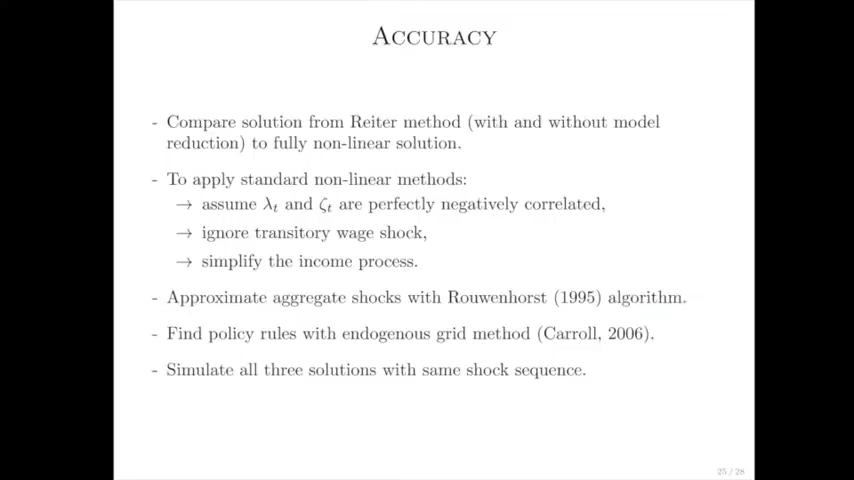 Accuracy
- Compare solution from Reiter method (with and without model
reduction) to fully non-linear solution.
- To apply standard non-linear methods:
→ assume λt and ζt are perfectly negatively correlated,
→ ignore transitory wage shock,
→ simplify the income process.
- Approximate aggregate shocks with Rouwenhorst (1995) algorithm.
- Find policy rules with endogenous grid method (Carroll, 2006).
- Simulate all three solutions with same shock sequence.
25 / 28